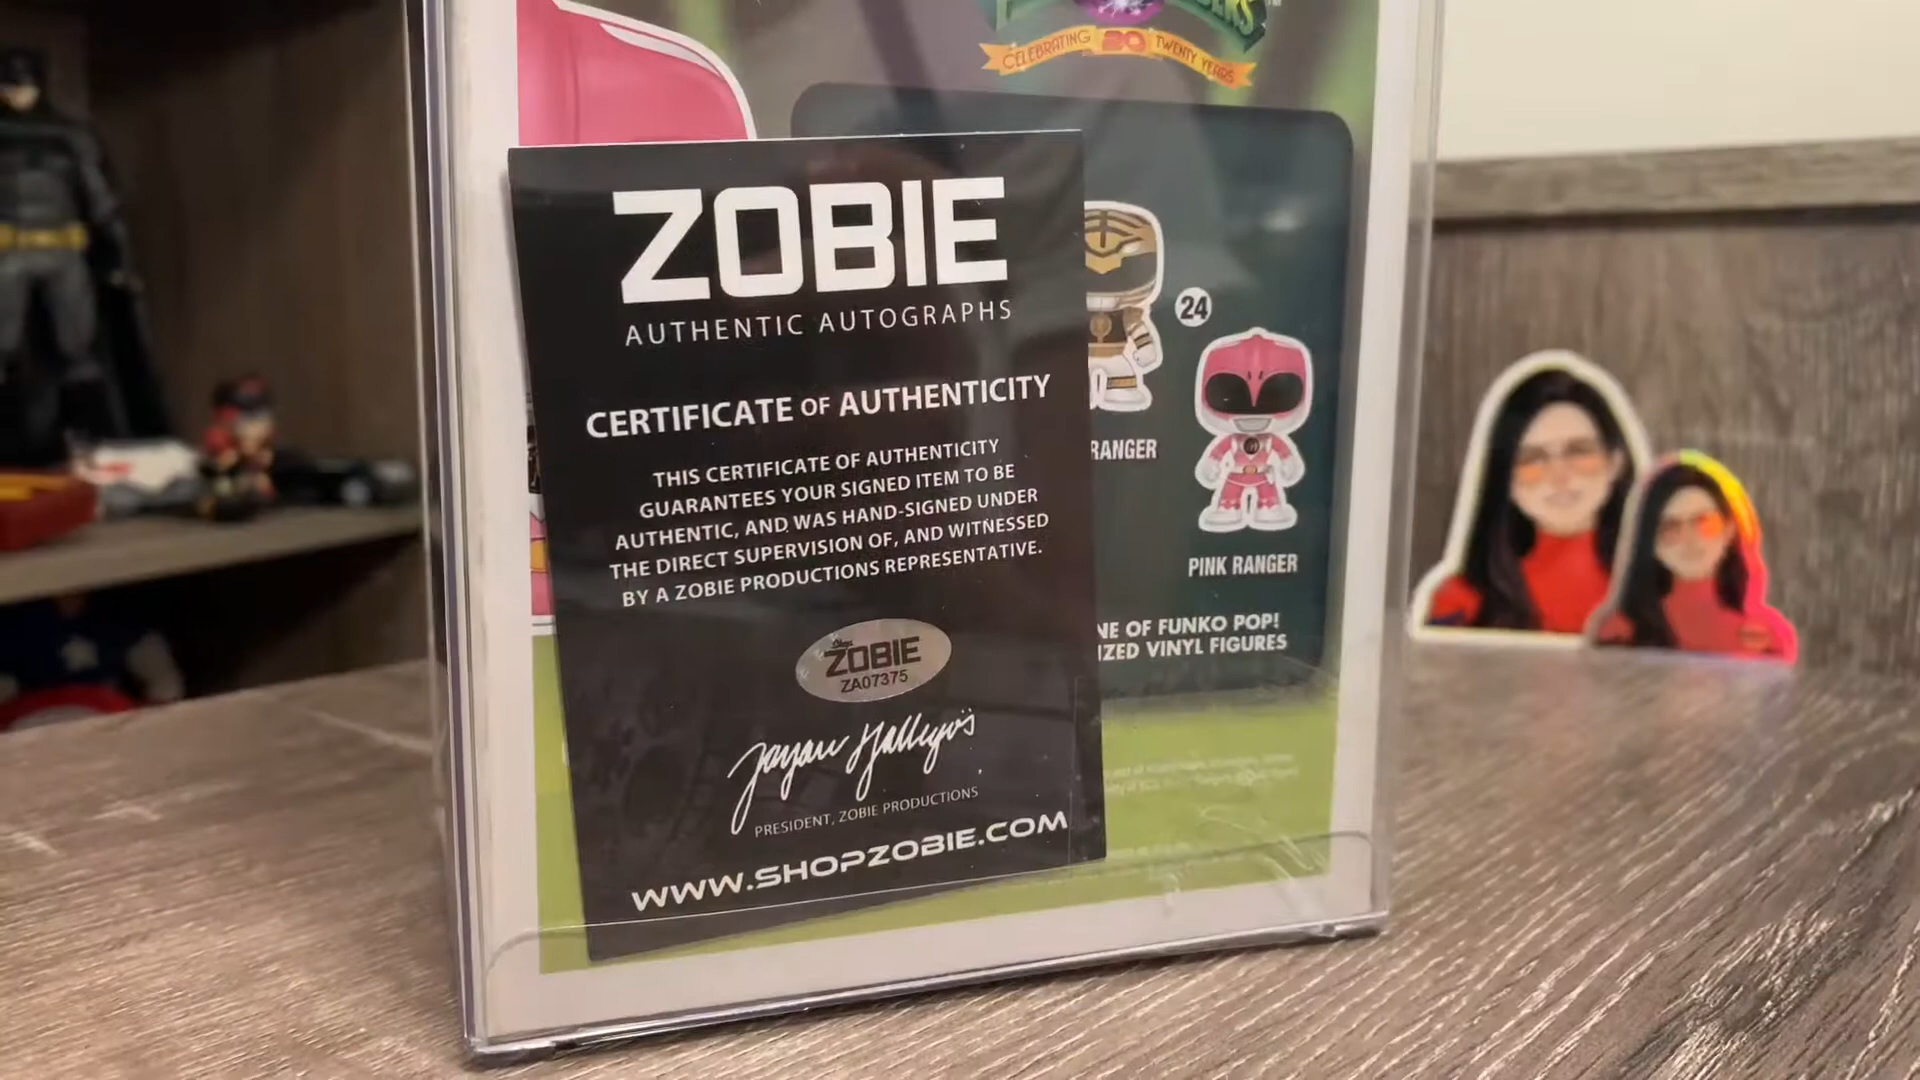 CELEBRATING 20 TWENTY YEARS
ZOBIE
AUTHENTIC AUTOGRAPHS
CERTIFICATE OF AUTHENTICITY
THIS CERTIFICATE OF AUTHENTICITY
GUARANTEES YOUR SIGNED ITEM TO BE
AUTHENTIC, AND WAS HAND-SIGNED UNDER
THE DIRECT SUPERVISION OF, AND WITNESSED
BY A ZOBIE PRODUCTIONS REPRESENTATIVE.
ZOBIE
ZA07375
PRESIDENT, ZOBIE PRODUCTIONS
WWW.SHOPZOBIE.COM
24
RANGER
PINK RANGER
NE OF FUNKO POP!
IZED VINYL FIGURES